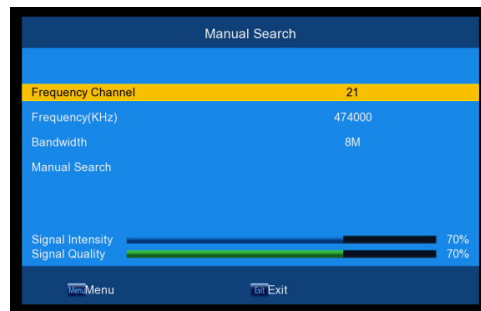 Manual Search
Frequency Channel 21
Frequency(KHz) 474000
Bandwidth 8M
Manual Search
Signal Intensity 70%
Signal Quality 70%
Menu Menu Exit Exit